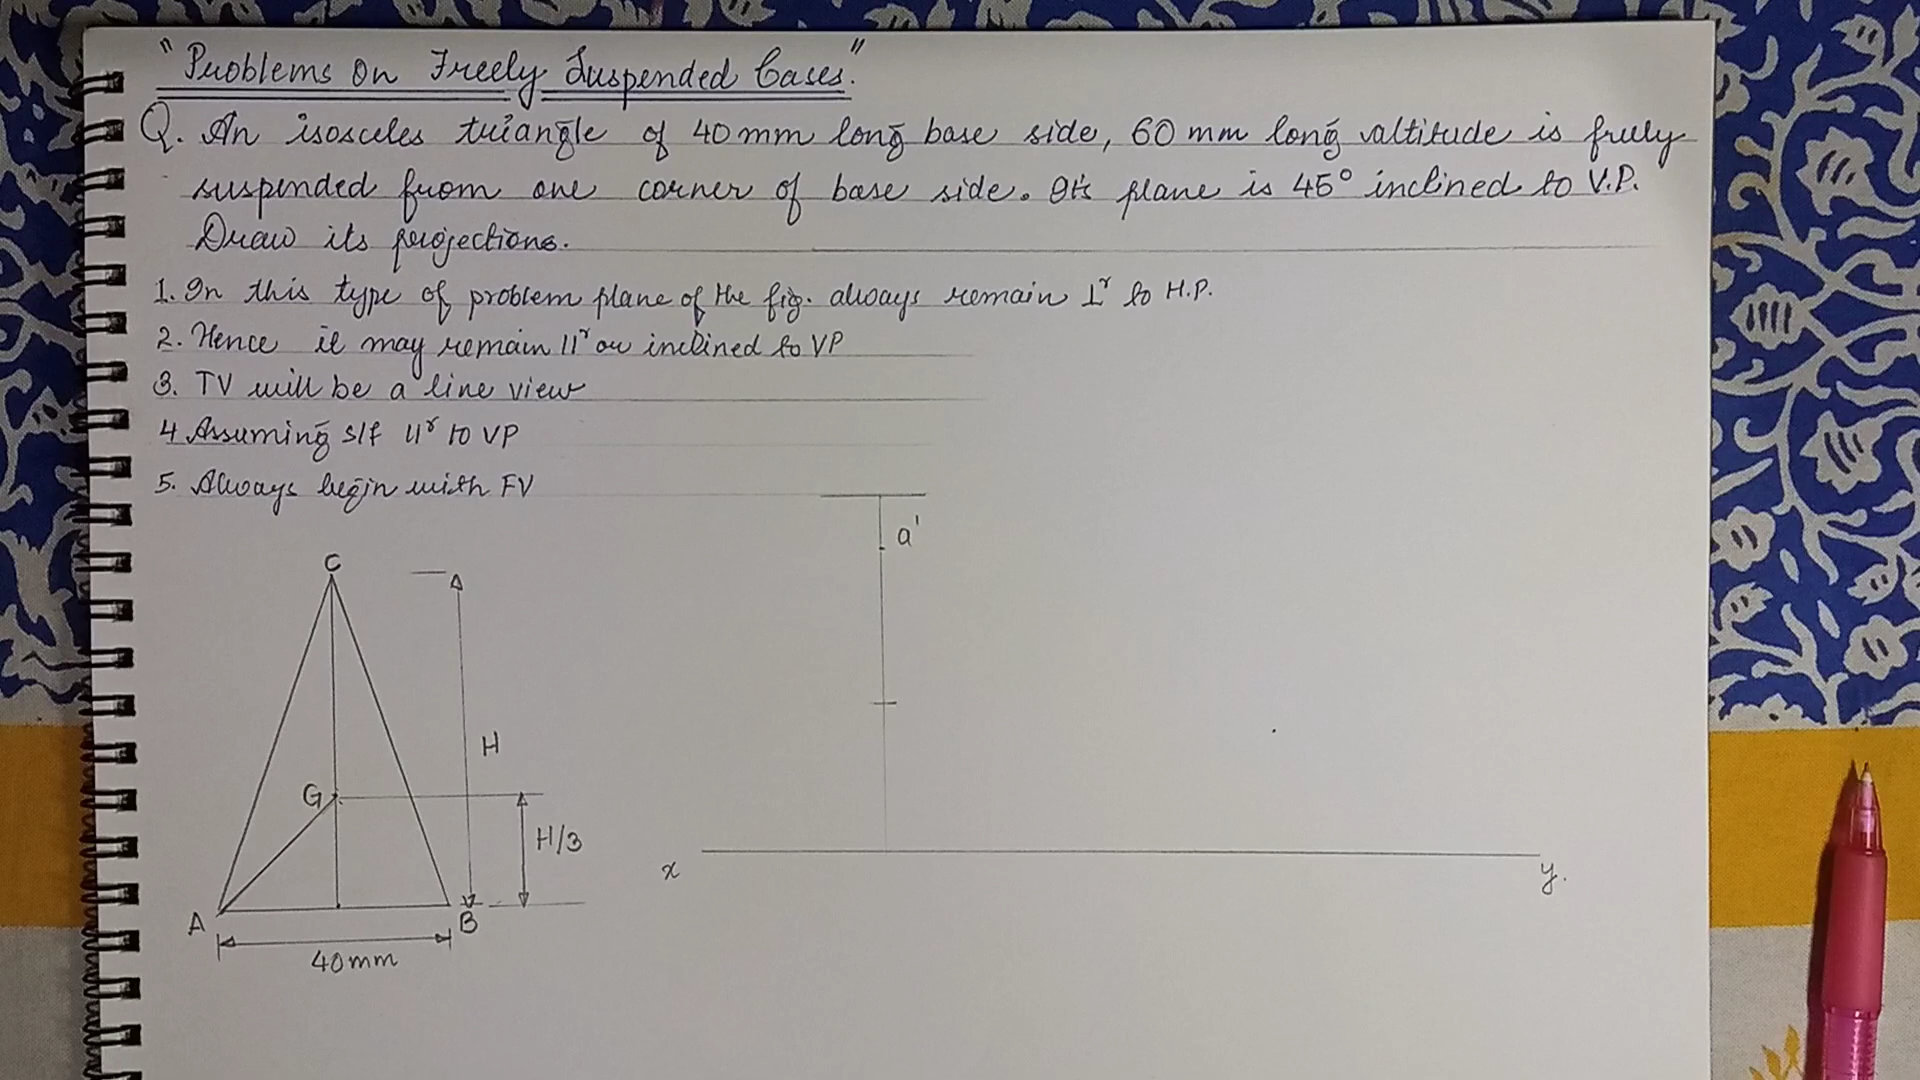 "Problems On Freely Suspended Cases."
Q. An isosceles triangle of 40 mm long base side, 60 mm long altitude is freely
suspended from one corner of base side. It's plane is 45° inclined to V.P.
Draw its projections.
1. In this type of problem plane of the fig. always remain ⊥ʳ to H.P.
2. Hence it may remain 11ʳ or inclined to VP
3. TV will be a line view
4 Assuming s/f 11ʳ to VP
5. Always begin with FV
a'
C
H
G
H/3
x
y.
A
B
40mm